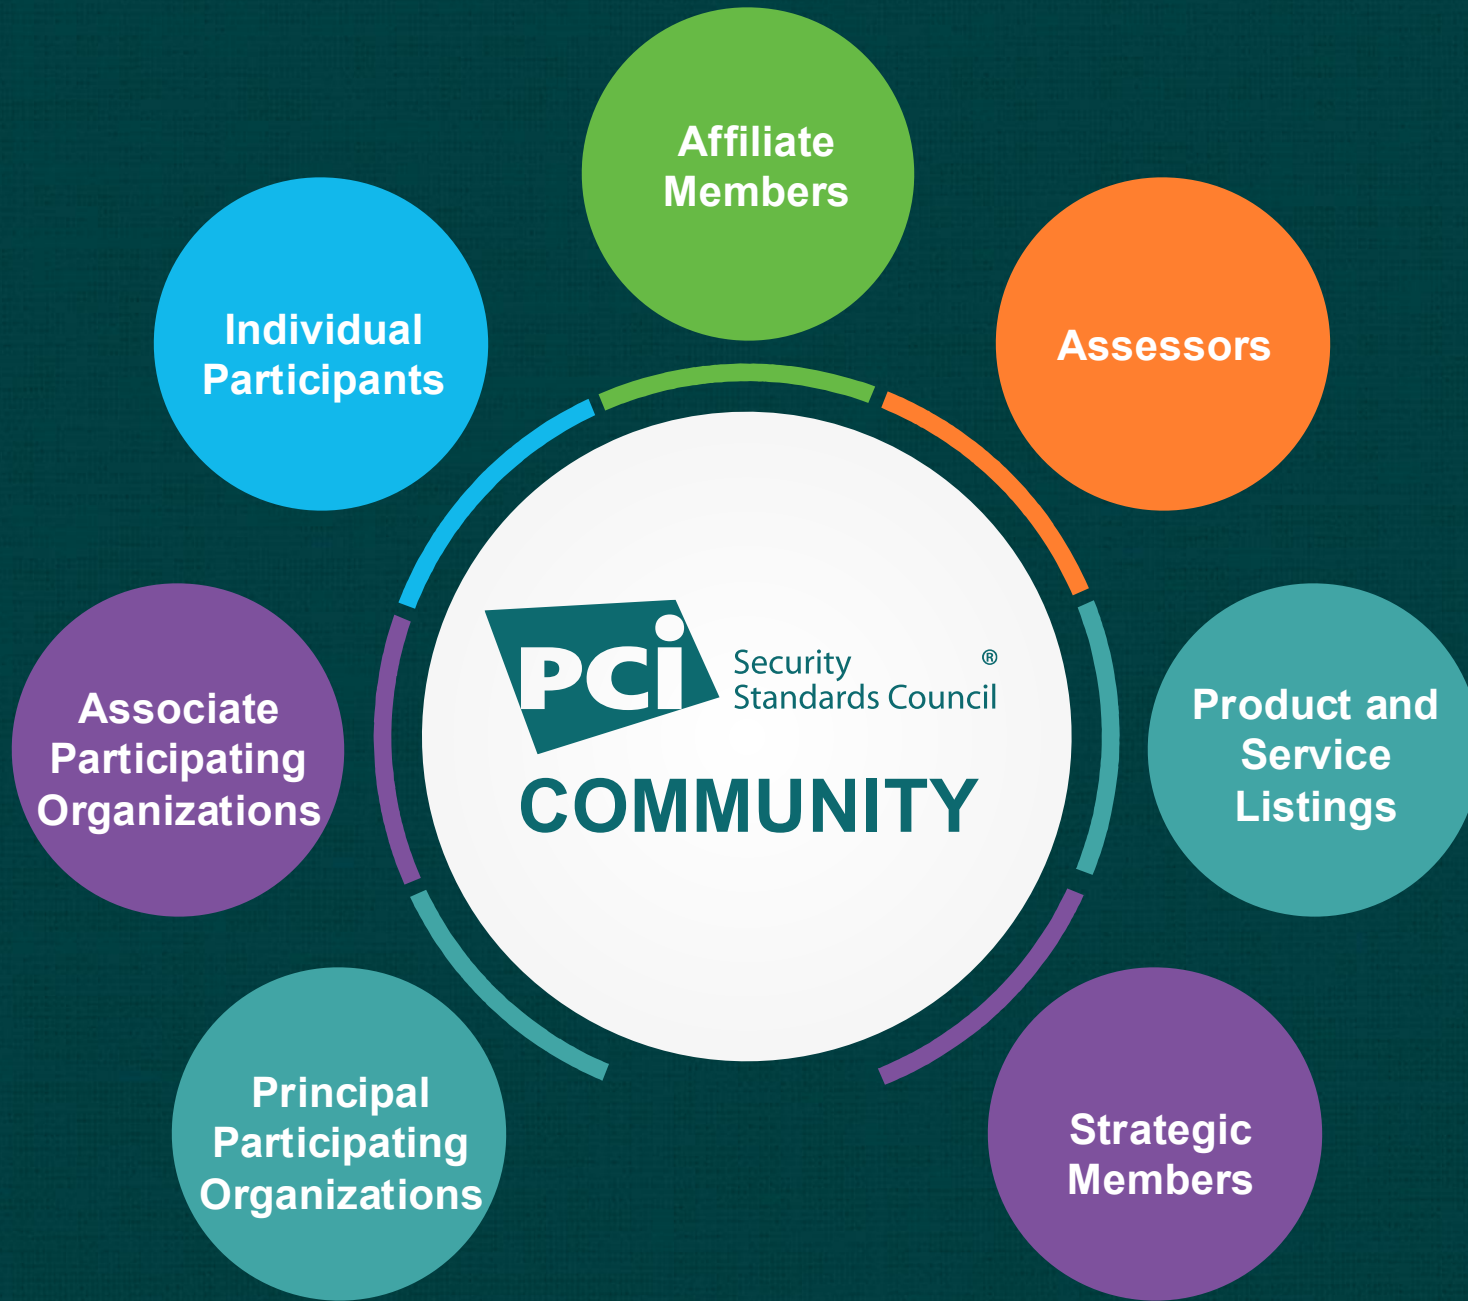 Affiliate
Members
Individual
Participants
Assessors
PCi Security ®
Standards Council
COMMUNITY
Associate
Participating
Organizations
Product and
Service
Listings
Principal
Participating
Organizations
Strategic
Members